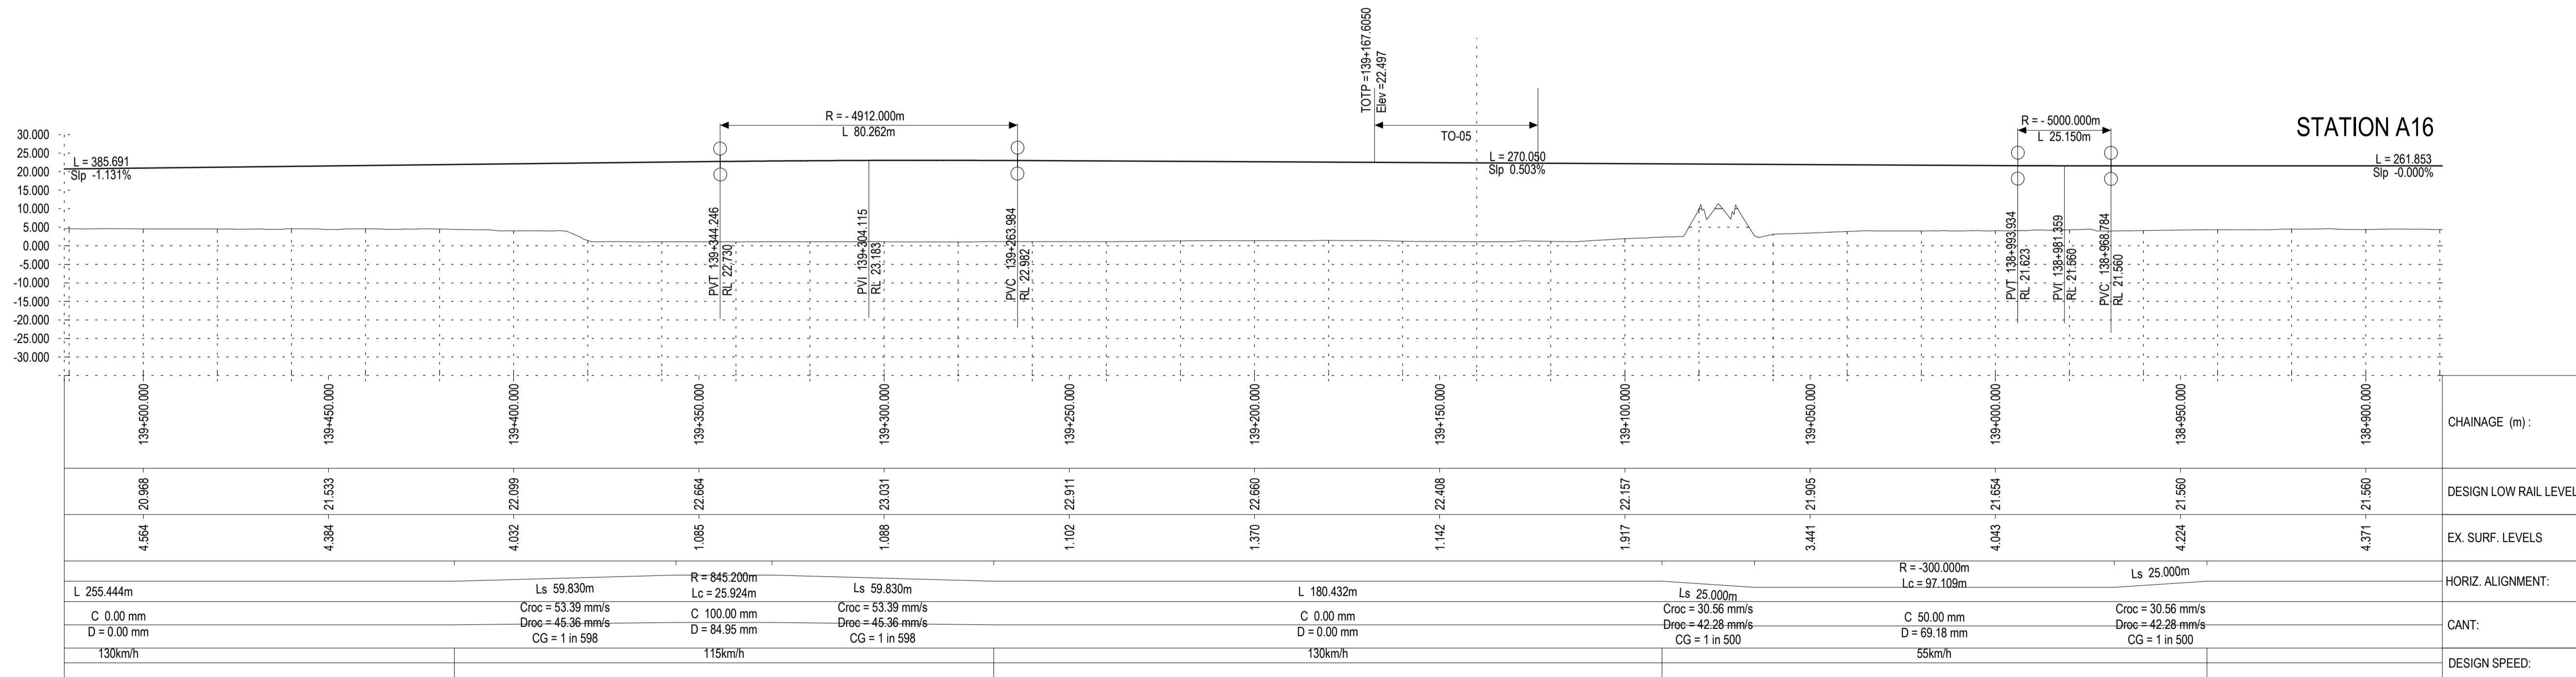 TOTP =139+167.6050
Elev =22.497
R = - 4912.000m
L 80.262m
TO-05
R = - 5000.000m
L 25.150m
STATION A16
30.000
25.000
20.000
15.000
10.000
5.000
0.000
-5.000
-10.000
-15.000
-20.000
-25.000
-30.000
L = 385.691
Slp -1.131%
L = 270.050
Slp 0.503%
L = 261.853
Slp -0.000%
PVT 139+344.246
RL 22.730
PVI 139+304.115
RL 23.183
PVC 139+263.984
RL 22.982
PVT 138+993.934
RL 21.623
PVI 138+981.359
RL 21.560
PVC 138+968.784
RL 21.560
139+500.000 139+450.000 139+400.000 139+350.000 139+300.000 139+250.000 139+200.000 139+150.000 139+100.000 139+050.000 139+000.000 138+950.000 138+900.000 CHAINAGE (m) :
20.968 21.533 22.099 22.664 23.031 22.911 22.660 22.408 22.157 21.905 21.654 21.560 21.560 DESIGN LOW RAIL LEVEL
4.564 4.384 4.032 1.085 1.088 1.102 1.370 1.142 1.917 3.441 4.043 4.224 4.371 EX. SURF. LEVELS
L 255.444m
Ls 59.830m
R = 845.200m
Lc = 25.924m
Ls 59.830m
L 180.432m
Ls 25.000m
R = -300.000m
Lc = 97.109m
Ls 25.000m
HORIZ. ALIGNMENT:
C 0.00 mm
D = 0.00 mm
Croc = 53.39 mm/s
Droc = 45.36 mm/s
CG = 1 in 598
C 100.00 mm
D = 84.95 mm
Croc = 53.39 mm/s
Droc = 45.36 mm/s
CG = 1 in 598
C 0.00 mm
D = 0.00 mm
Croc = 30.56 mm/s
Droc = 42.28 mm/s
CG = 1 in 500
C 50.00 mm
D = 69.18 mm
Croc = 30.56 mm/s
Droc = 42.28 mm/s
CG = 1 in 500
CANT:
130km/h 115km/h 130km/h 55km/h DESIGN SPEED: